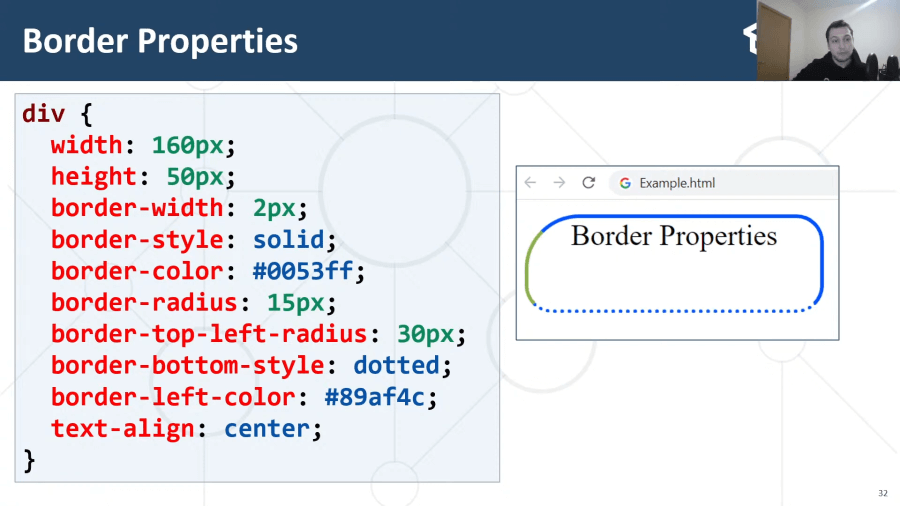 Border Properties
div {
width: 160px;
height: 50px;
border-width: 2px;
border-style: solid;
border-color: #0053ff;
border-radius: 15px;
border-top-left-radius: 30px;
border-bottom-style: dotted;
border-left-color: #89af4c;
text-align: center;
}
Example.html
Border Properties
32